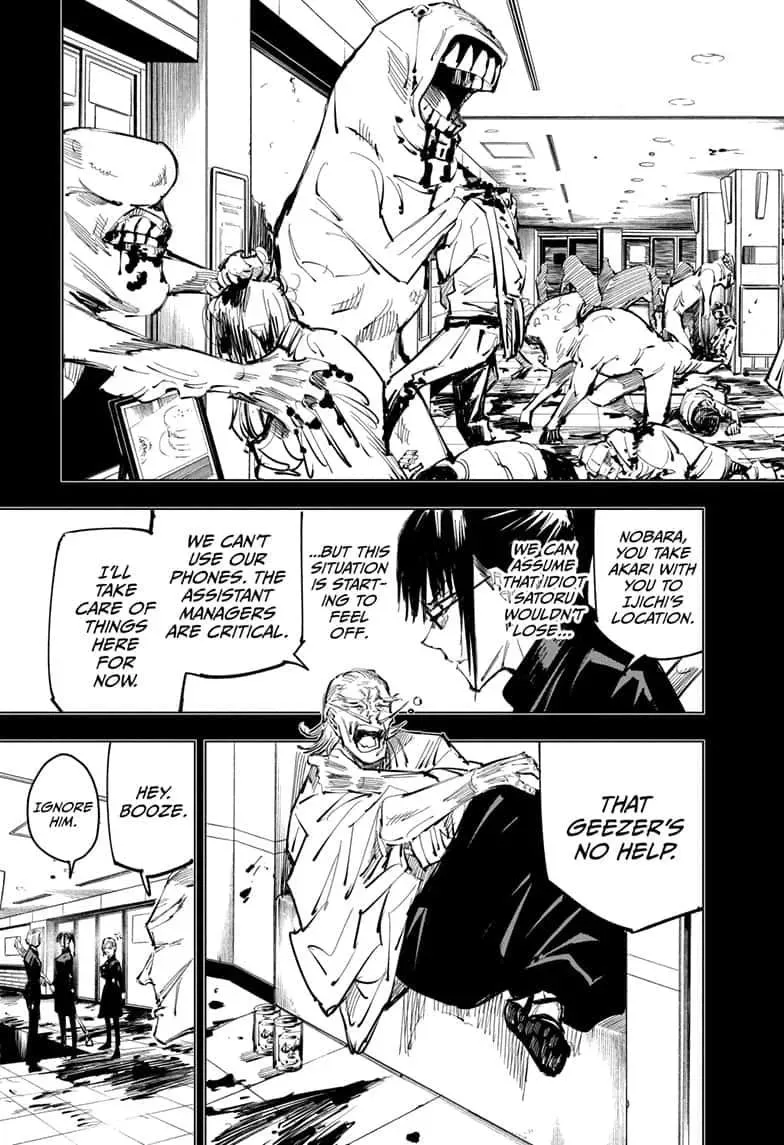 NOBARA,
YOU TAKE
AKARI WITH
YOU TO
IJICHI'S
LOCATION.
WE CAN
ASSUME
THAT IDIOT
SATORU
WOULDN'T
LOSE...
...BUT THIS
SITUATION
IS START-
ING TO
FEEL
OFF.
WE CAN'T
USE OUR
PHONES. THE
ASSISTANT
MANAGERS
ARE CRITICAL.
I'LL
TAKE
CARE OF
THINGS
HERE
FOR
NOW.
THAT
GEEZER'S
NO HELP.
HEY.
BOOZE.
IGNORE
HIM.